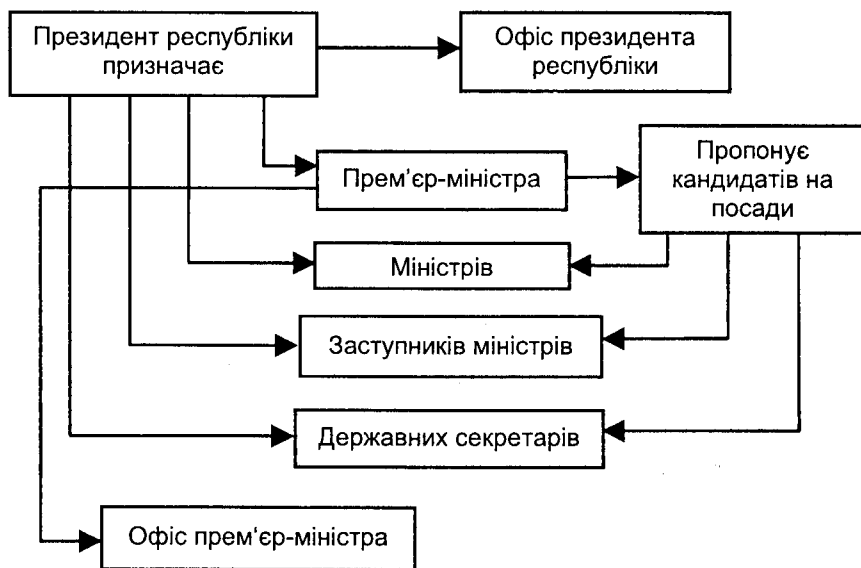 Президент республіки
призначає
Офіс президента
республіки
Прем’єр-міністра
Пропонує
кандидатів на
посади
Міністрів
Заступників міністрів
Державних секретарів
Офіс прем’єр-міністра